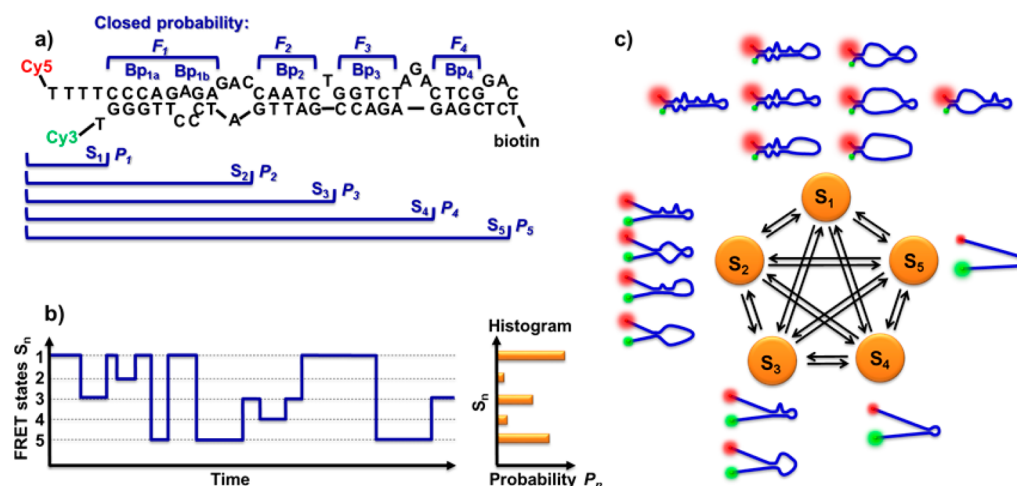 a)
Closed probability:
F1 F2 F3 F4
Bp1a Bp1b Bp2 Bp3 Bp4
Cy5
T T T T C C C A G A G A G A C C A A T C T G G T C T A G A C T C G G A C T
T G G G T T C C C T A G T T A G C C A G A G A G C T C T
Cy3
biotin
S1 P1
S2 P2
S3 P3
S4 P4
S5 P5
b)
FRET states Sn
1
2
3
4
5
Time
Histogram
Sn
Probability Pn
c)
S1
S2
S5
S3
S4